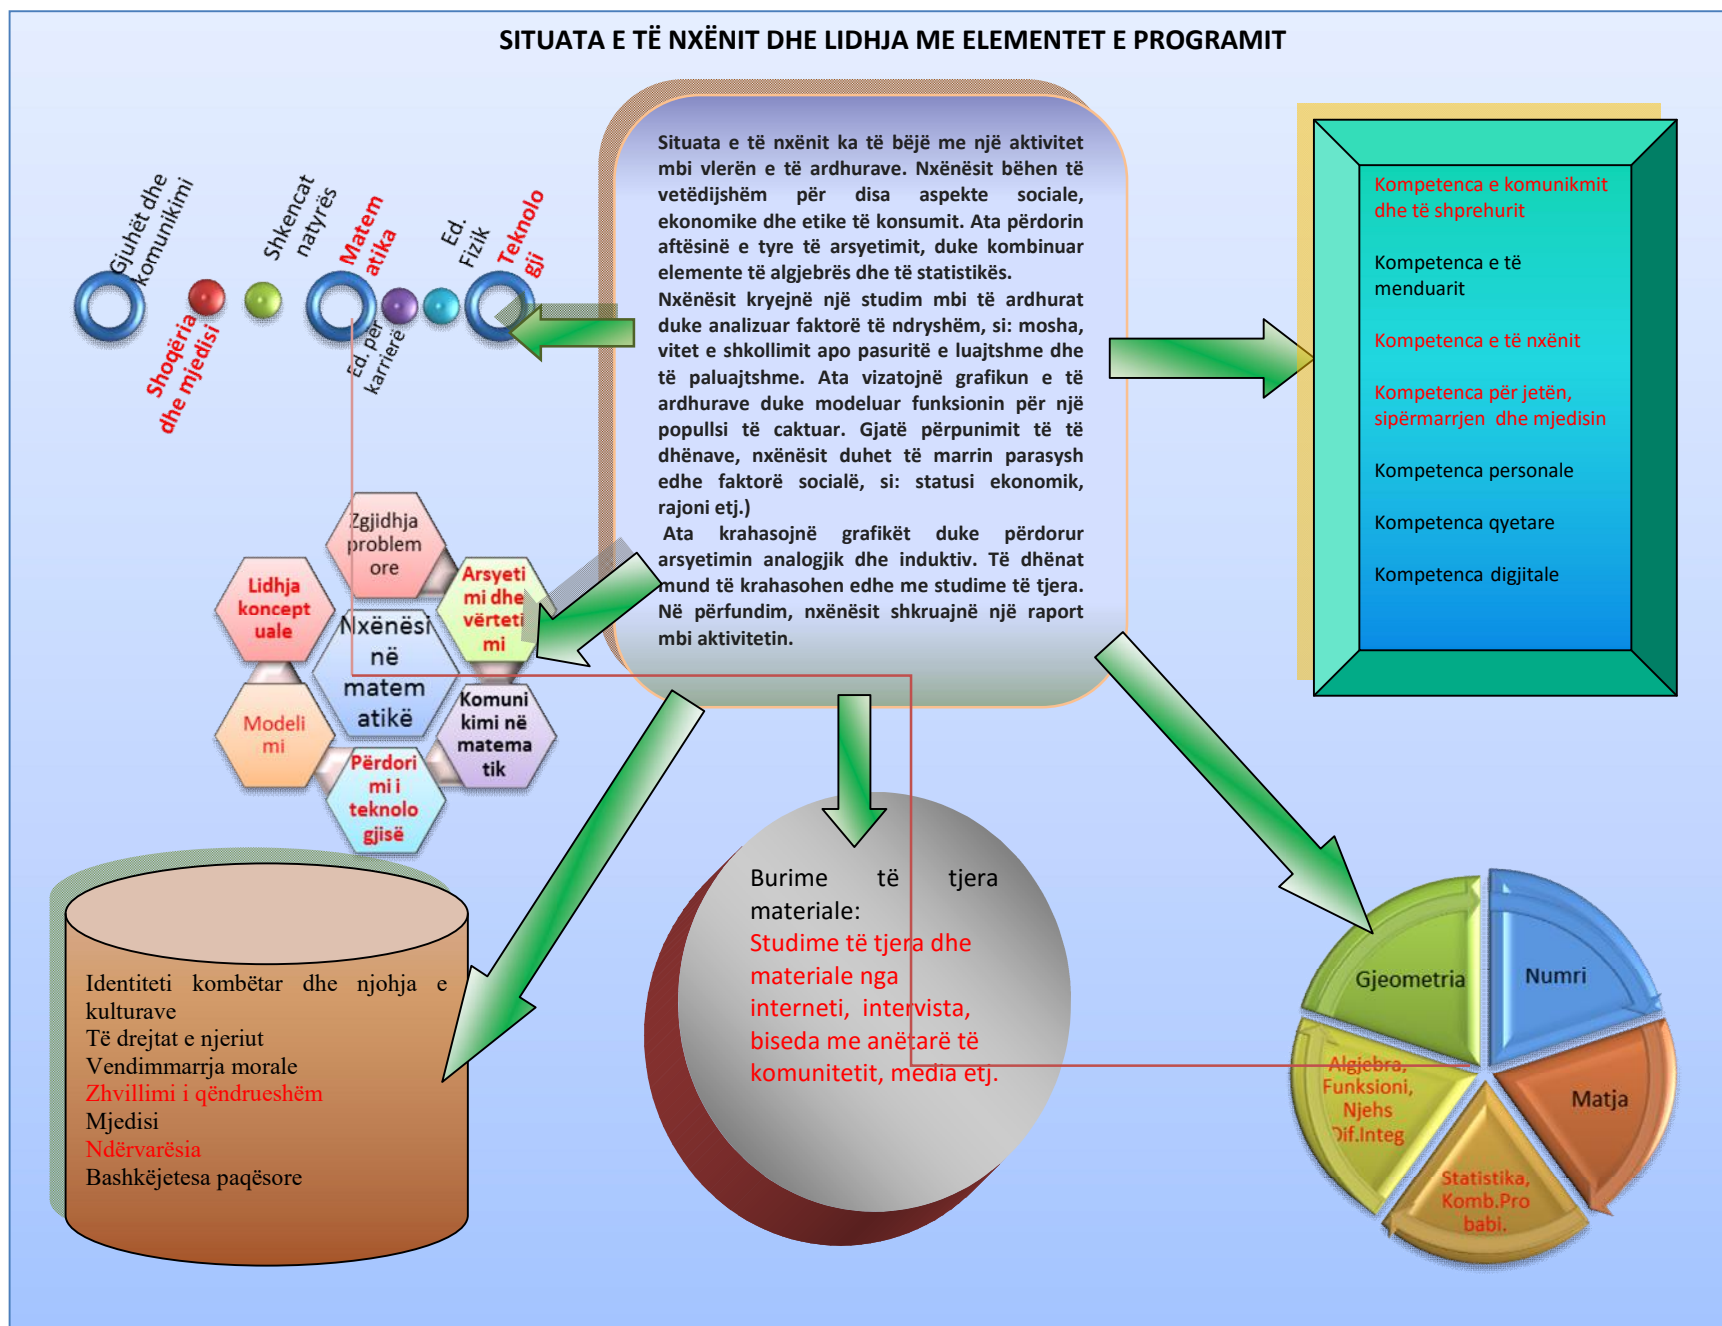 SITUATA E TË NXËNIT DHE LIDHJA ME ELEMENTET E PROGRAMIT
Gjuhët dhe
komunikimi
Shoqëria
dhe mjedisi
Shkencat
natyrës
Matem
atika
Ed. për
karrierë
Ed.
Fizik
Teknolo
gji
Situata e të nxënit ka të bëjë me një aktivitet
mbi vlerën e të ardhurave. Nxënësit bëhen të
vetëdijshëm për disa aspekte sociale,
ekonomike dhe etike të konsumit. Ata përdorin
aftësinë e tyre të arsyetimit, duke kombinuar
elemente të algjebrës dhe të statistikës.
Nxënësit kryejnë një studim mbi të ardhurat
duke analizuar faktorë të ndryshëm, si: mosha,
vitet e shkollimit apo pasuritë e luajtshme dhe
të paluajtshme. Ata vizatojnë grafikun e të
ardhurave duke modeluar funksionin për një
popullsi të caktuar. Gjatë përpunimit të të
dhënave, nxënësit duhet të marrin parasysh
edhe faktorë socialë, si: statusi ekonomik,
rajoni etj.)
Ata krahasojnë grafikët duke përdorur
arsyetimin analogjik dhe induktiv. Të dhënat
mund të krahasohen edhe me studime të tjera.
Në përfundim, nxënësit shkruajnë një raport
mbi aktivitetin.
Kompetenca e komunikmit
dhe të shprehurit
Kompetenca e të
menduarit
Kompetenca e të nxënit
Kompetenca për jetën,
sipërmarrjen dhe mjedisin
Kompetenca personale
Kompetenca qyetare
Kompetenca digjitale
Zgjidhja
problem
ore
Lidhja
koncept
uale
Arsyeti
mi dhe
vërteti
mi
Nxënësi
në
matem
atikë
Modeli
mi
Komuni
kimi në
matema
tik
Përdori
mi i
teknolo
gjisë
Identiteti kombëtar dhe njohja e
kulturave
Të drejtat e njeriut
Vendimmarrja morale
Zhvillimi i qëndrueshëm
Mjedisi
Ndërvarësia
Bashkëjetesa paqësore
Burime të tjera
materiale:
Studime të tjera dhe
materiale nga
interneti, intervista,
biseda me anëtarë të
komunitetit, media etj.
Gjeometria
Numri
Algjebra,
Funksioni,
Njehs
Dif.Integ
Matja
Statistika,
Komb.Pro
babi.